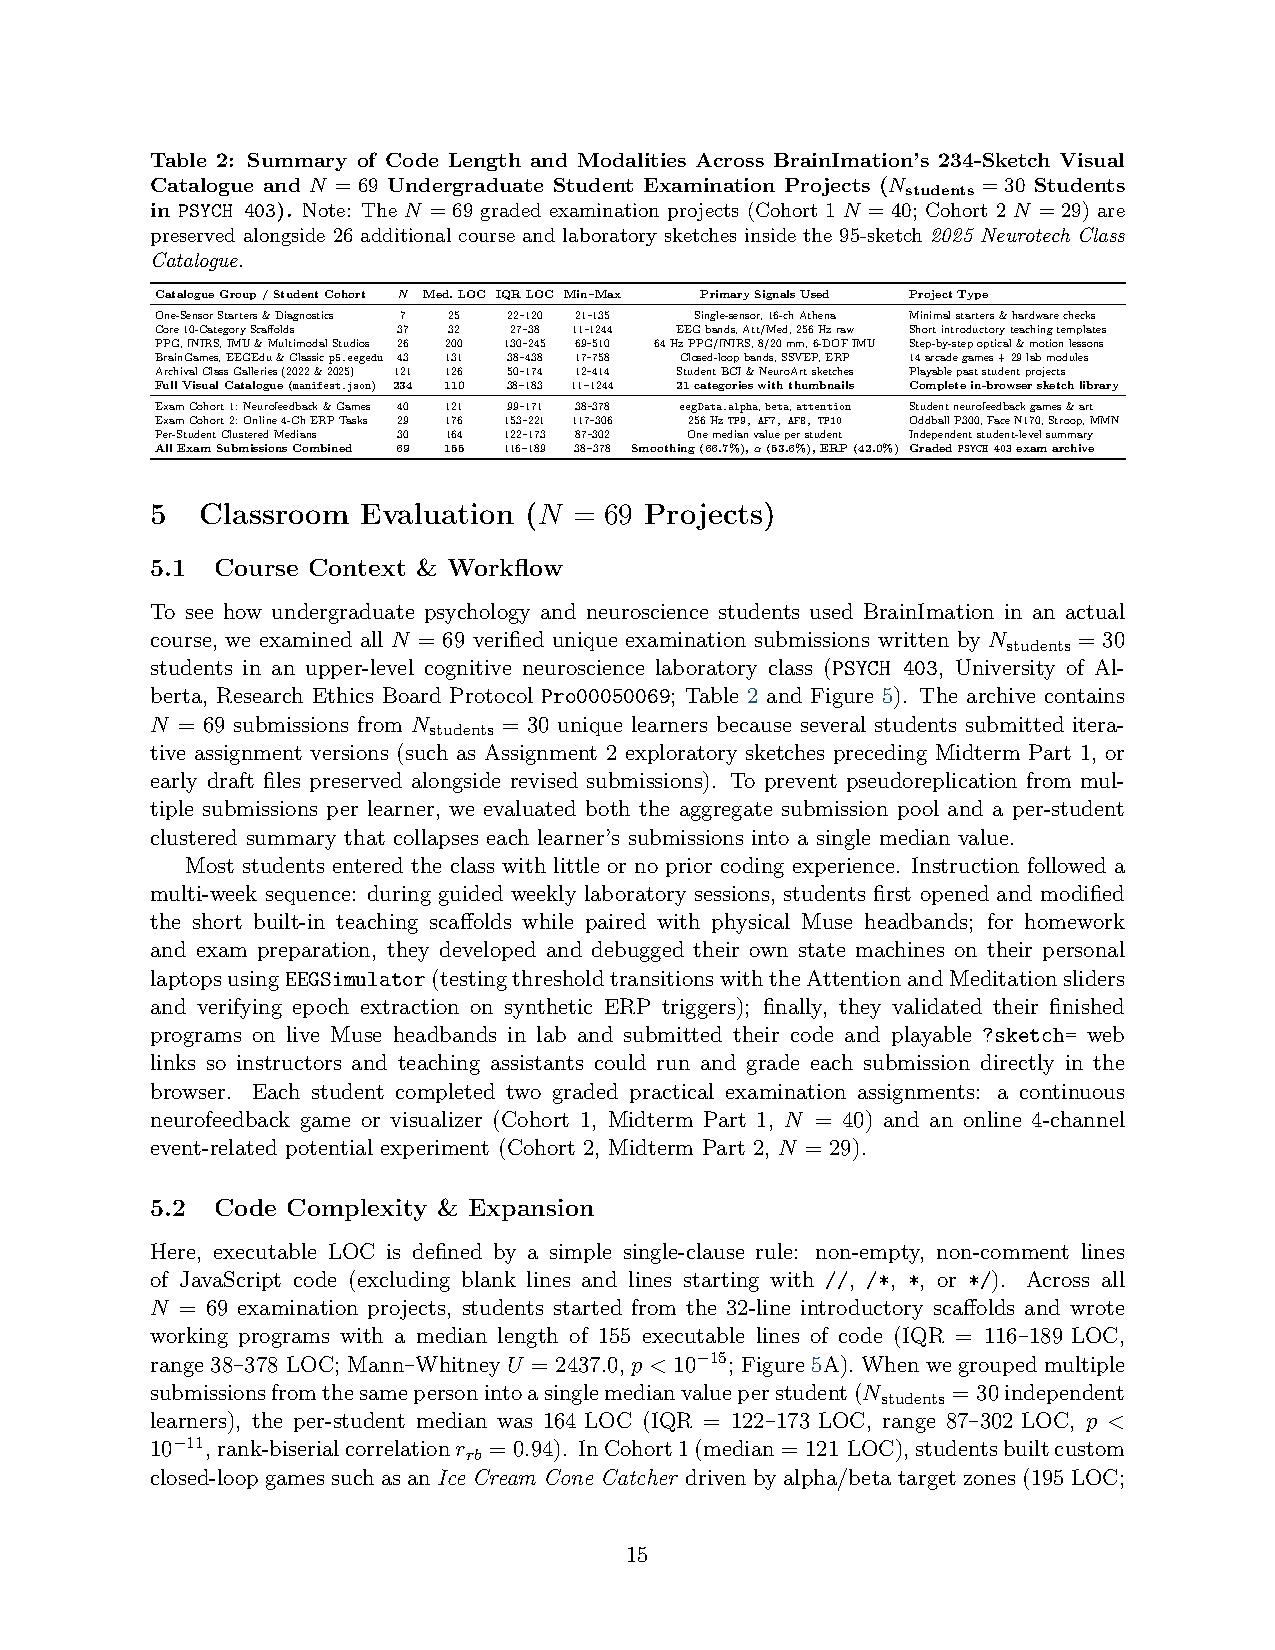 Table 2: Summary of Code Length and Modalities Across BrainImation's 234-Sketch Visual
Catalogue and N = 69 Undergraduate Student Examination Projects (Nstudents = 30 Students
in PSYCH 403). Note: The N = 69 graded examination projects (Cohort 1 N = 40; Cohort 2 N = 29) are
preserved alongside 26 additional course and laboratory sketches inside the 95-sketch 2025 Neurotech Class
Catalogue.
Catalogue Group / Student Cohort N Med. LOC IQR LOC Min–Max Primary Signals Used Project Type
One-Sensor Starters & Diagnostics 7 25 22–120 21–135 Single-sensor, 16-ch Athena Minimal starters & hardware checks
Core 10-Category Scaffolds 37 32 27–38 11–1244 EEG bands, Att/Med, 256 Hz raw Short introductory teaching templates
PPG, fNIRS, IMU & Multimodal Studios 26 200 130–245 69–510 64 Hz PPG/fNIRS, 8/20 mm, 6-DOF IMU Step-by-step optical & motion lessons
BrainGames, EEGEdu & Classic p5.eegedu 43 131 38–438 17–758 Closed-loop bands, SSVEP, ERP 14 arcade games + 29 lab modules
Archival Class Galleries (2022 & 2025) 121 126 50–174 12–414 Student BCI & NeuroArt sketches Playable past student projects
Full Visual Catalogue (manifest.json) 234 110 38–183 11–1244 21 categories with thumbnails Complete in-browser sketch library
Exam Cohort 1: Neurofeedback & Games 40 121 99–171 38–378 eegData.alpha, beta, attention Student neurofeedback games & art
Exam Cohort 2: Online 4-Ch ERP Tasks 29 176 153–221 117–306 256 Hz TP9, AF7, AF8, TP10 Oddball P300, Face N170, Stroop, MMN
Per-Student Clustered Medians 30 164 122–173 87–302 One median value per student Independent student-level summary
All Exam Submissions Combined 69 155 116–189 38–378 Smoothing (66.7%), α (53.6%), ERP (42.0%) Graded PSYCH 403 exam archive
5 Classroom Evaluation (N = 69 Projects)
5.1 Course Context & Workflow
To see how undergraduate psychology and neuroscience students used BrainImation in an actual
course, we examined all N = 69 verified unique examination submissions written by Nstudents = 30
students in an upper-level cognitive neuroscience laboratory class (PSYCH 403, University of Al-
berta, Research Ethics Board Protocol Pro00050069; Table 2 and Figure 5). The archive contains
N = 69 submissions from Nstudents = 30 unique learners because several students submitted itera-
tive assignment versions (such as Assignment 2 exploratory sketches preceding Midterm Part 1, or
early draft files preserved alongside revised submissions). To prevent pseudoreplication from mul-
tiple submissions per learner, we evaluated both the aggregate submission pool and a per-student
clustered summary that collapses each learner's submissions into a single median value.
Most students entered the class with little or no prior coding experience. Instruction followed a
multi-week sequence: during guided weekly laboratory sessions, students first opened and modified
the short built-in teaching scaffolds while paired with physical Muse headbands; for homework
and exam preparation, they developed and debugged their own state machines on their personal
laptops using EEGSimulator (testing threshold transitions with the Attention and Meditation sliders
and verifying epoch extraction on synthetic ERP triggers); finally, they validated their finished
programs on live Muse headbands in lab and submitted their code and playable ?sketch= web
links so instructors and teaching assistants could run and grade each submission directly in the
browser. Each student completed two graded practical examination assignments: a continuous
neurofeedback game or visualizer (Cohort 1, Midterm Part 1, N = 40) and an online 4-channel
event-related potential experiment (Cohort 2, Midterm Part 2, N = 29).
5.2 Code Complexity & Expansion
Here, executable LOC is defined by a simple single-clause rule: non-empty, non-comment lines
of JavaScript code (excluding blank lines and lines starting with //, /*, *, or */). Across all
N = 69 examination projects, students started from the 32-line introductory scaffolds and wrote
working programs with a median length of 155 executable lines of code (IQR = 116–189 LOC,
range 38–378 LOC; Mann–Whitney U = 2437.0, p < 10⁻¹⁵; Figure 5A). When we grouped multiple
submissions from the same person into a single median value per student (Nstudents = 30 independent
learners), the per-student median was 164 LOC (IQR = 122–173 LOC, range 87–302 LOC, p <
10⁻¹¹, rank-biserial correlation rrb = 0.94). In Cohort 1 (median = 121 LOC), students built custom
closed-loop games such as an Ice Cream Cone Catcher driven by alpha/beta target zones (195 LOC;
15